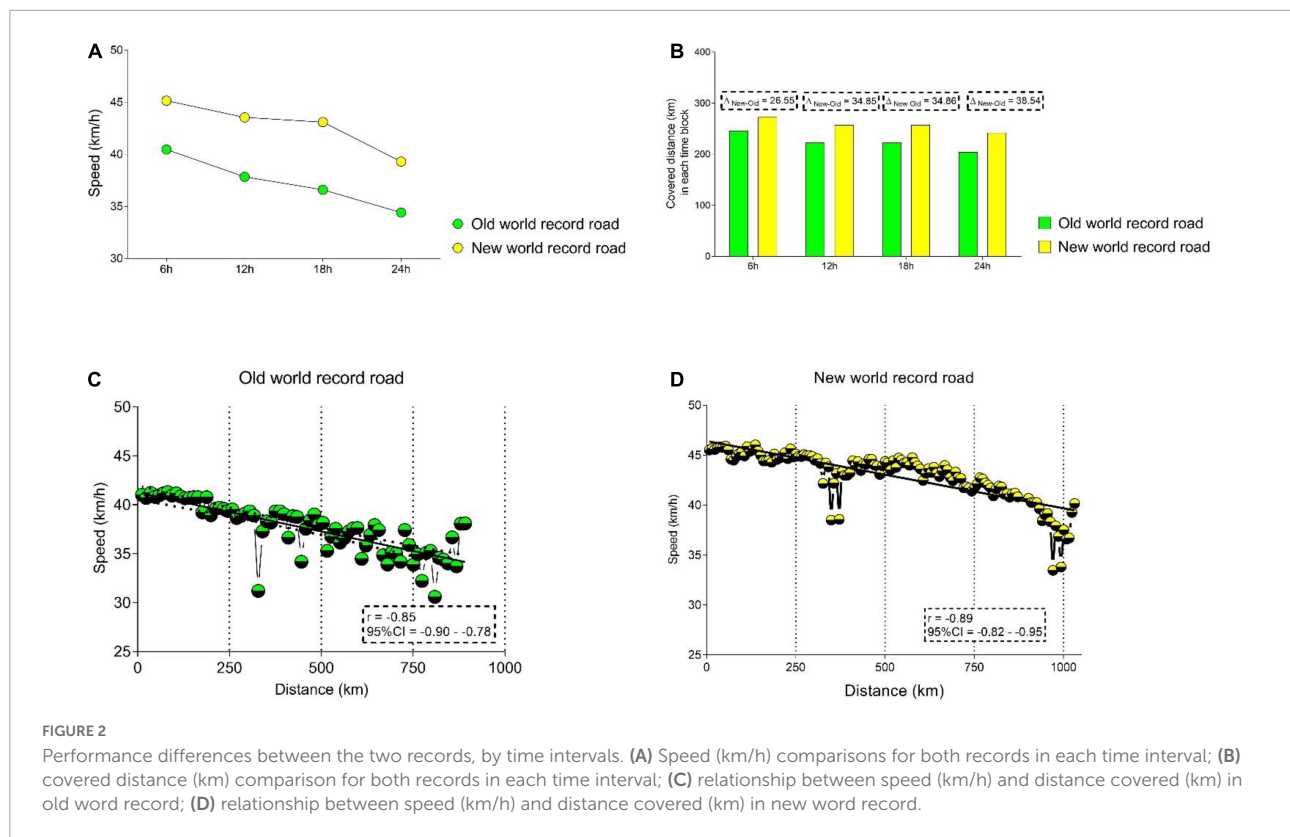 A
50
45
40
35
30
Speed (km/h)
6h
12h
18h
24h
Old world record road
New world record road
B
400
300
200
100
0
Covered distance (km)
in each time block
Δ New-Old = 26.55
Δ New-Old = 34.85
Δ New-Old = 34.86
Δ New-Old = 38.54
6h
12h
18h
24h
Old world record road
New world record road
C
Old world record road
50
45
40
35
30
25
Speed (km/h)
r = -0.85
95%CI = -0.90 - -0.78
0
250
500
750
1000
Distance (km)
D
New world record road
50
45
40
35
30
25
Speed (km/h)
r = -0.89
95%CI = -0.82 - -0.95
0
250
500
750
1000
Distance (km)
FIGURE 2
Performance differences between the two records, by time intervals. (A) Speed (km/h) comparisons for both records in each time interval; (B)
covered distance (km) comparison for both records in each time interval; (C) relationship between speed (km/h) and distance covered (km) in
old word record; (D) relationship between speed (km/h) and distance covered (km) in new word record.